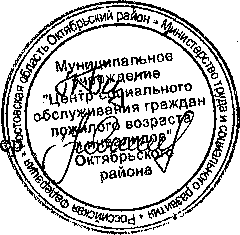 Российская Федерация * Ростовская область Октябрьский район * Министерство труда и социального развития *
Муниципальное
учреждение
"Центр социального
обслуживания граждан
пожилого возраста
и инвалидов"
Октябрьского
района